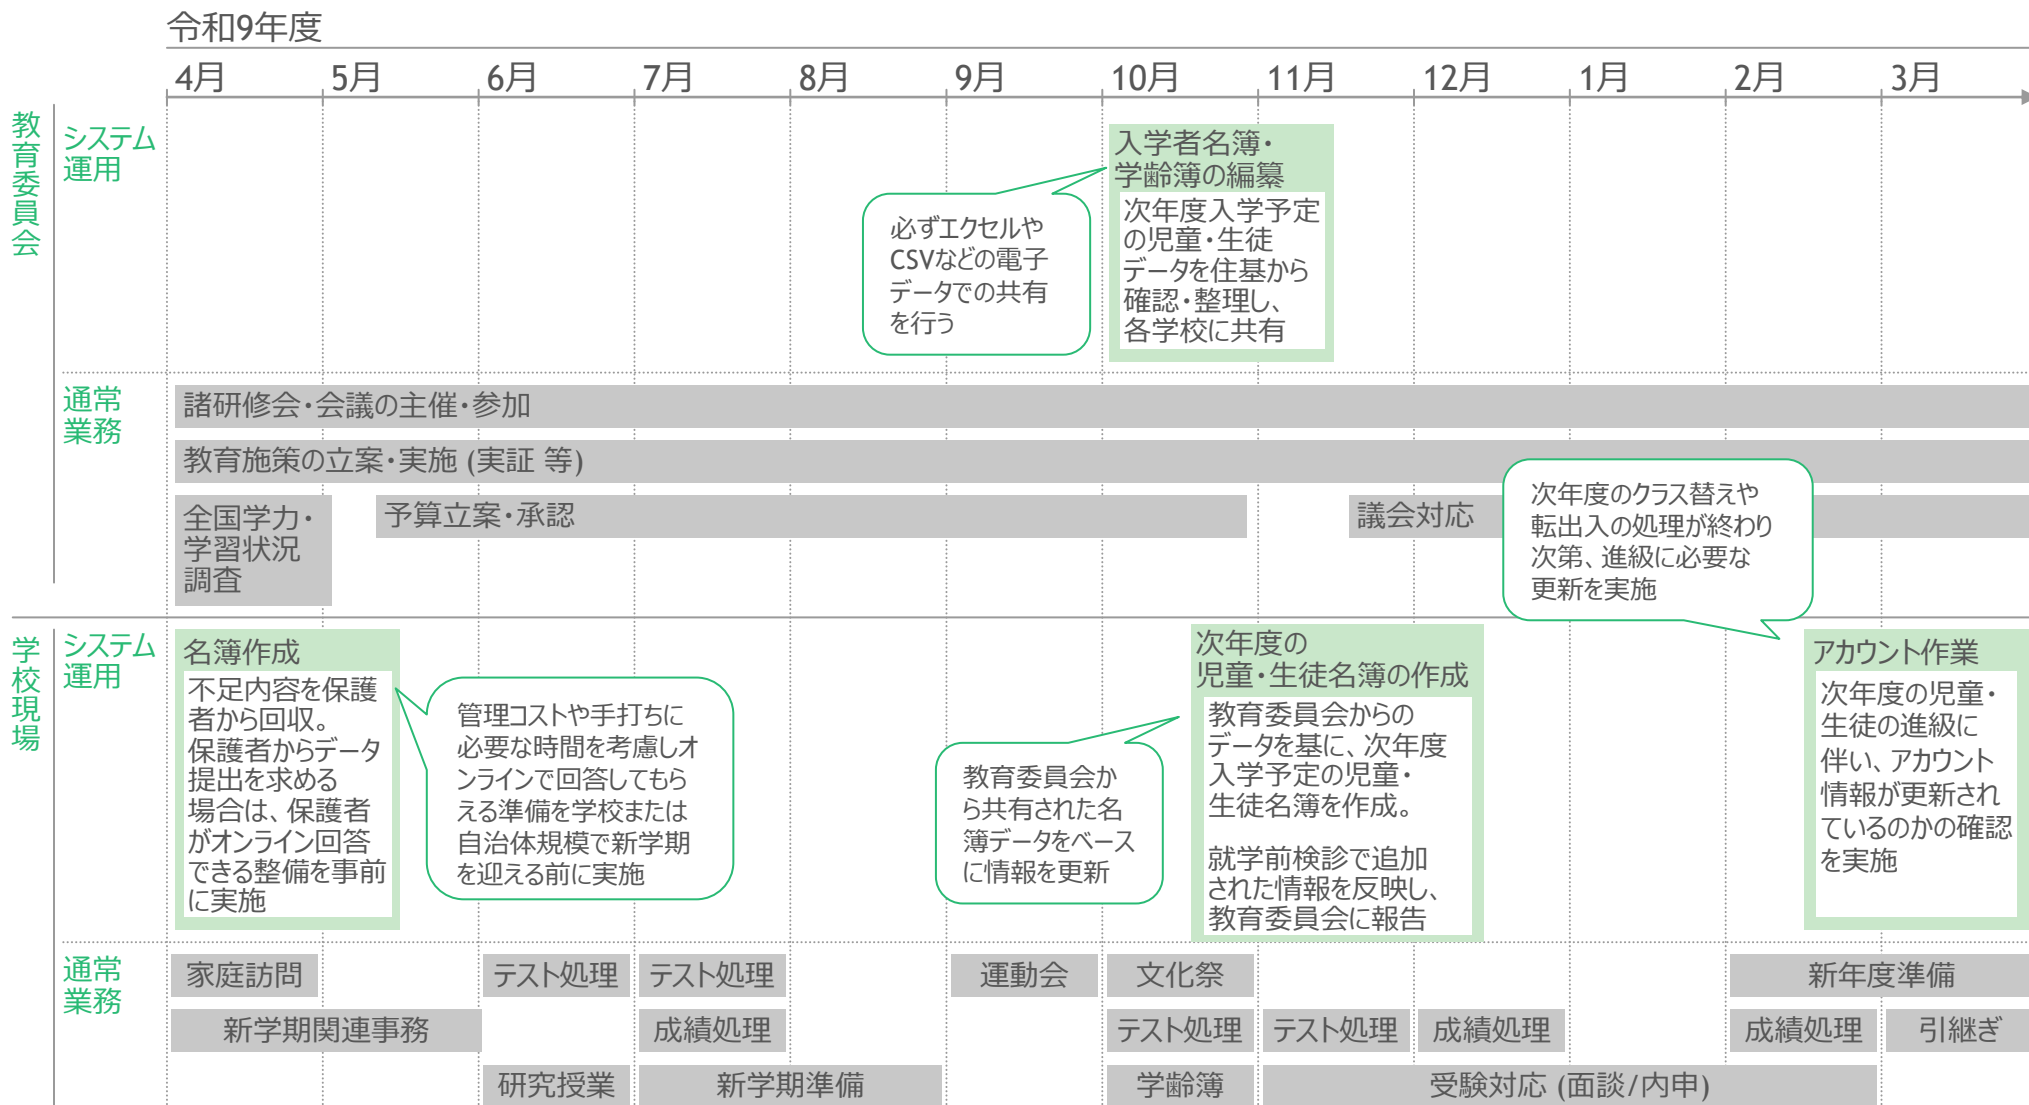 令和9年度
4月
5月
6月
7月
8月
9月
10月
11月
12月
1月
2月
3月
教育委員会
システム
運用
入学者名簿・
学齢簿の編纂
次年度入学予定
の児童・生徒
データを住基から
確認・整理し、
各学校に共有
必ずエクセルや
CSVなどの電子
データでの共有
を行う
通常
業務
諸研修会・会議の主催・参加
教育施策の立案・実施 (実証 等)
全国学力・
学習状況
調査
予算立案・承認
議会対応
次年度のクラス替えや
転出入の処理が終わり
次第、進級に必要な
更新を実施
学校現場
システム
運用
名簿作成
不足内容を保護
者から回収。
保護者からデータ
提出を求める
場合は、保護者
がオンライン回答
できる整備を事前
に実施
管理コストや手打ちに
必要な時間を考慮しオ
ンラインで回答してもら
える準備を学校または
自治体規模で新学期
を迎える前に実施
教育委員会か
ら共有された名
簿データをベース
に情報を更新
次年度の
児童・生徒名簿の作成
教育委員会からの
データを基に、次年度
入学予定の児童・
生徒名簿を作成。
就学前検診で追加
された情報を反映し、
教育委員会に報告
アカウント作業
次年度の児童・
生徒の進級に
伴い、アカウント
情報が更新され
ているのかの確認
を実施
通常
業務
家庭訪問
テスト処理
テスト処理
運動会
文化祭
新年度準備
新学期関連事務
成績処理
テスト処理
テスト処理
成績処理
成績処理
引継ぎ
研究授業
新学期準備
学齢簿
受験対応 (面談/内申)